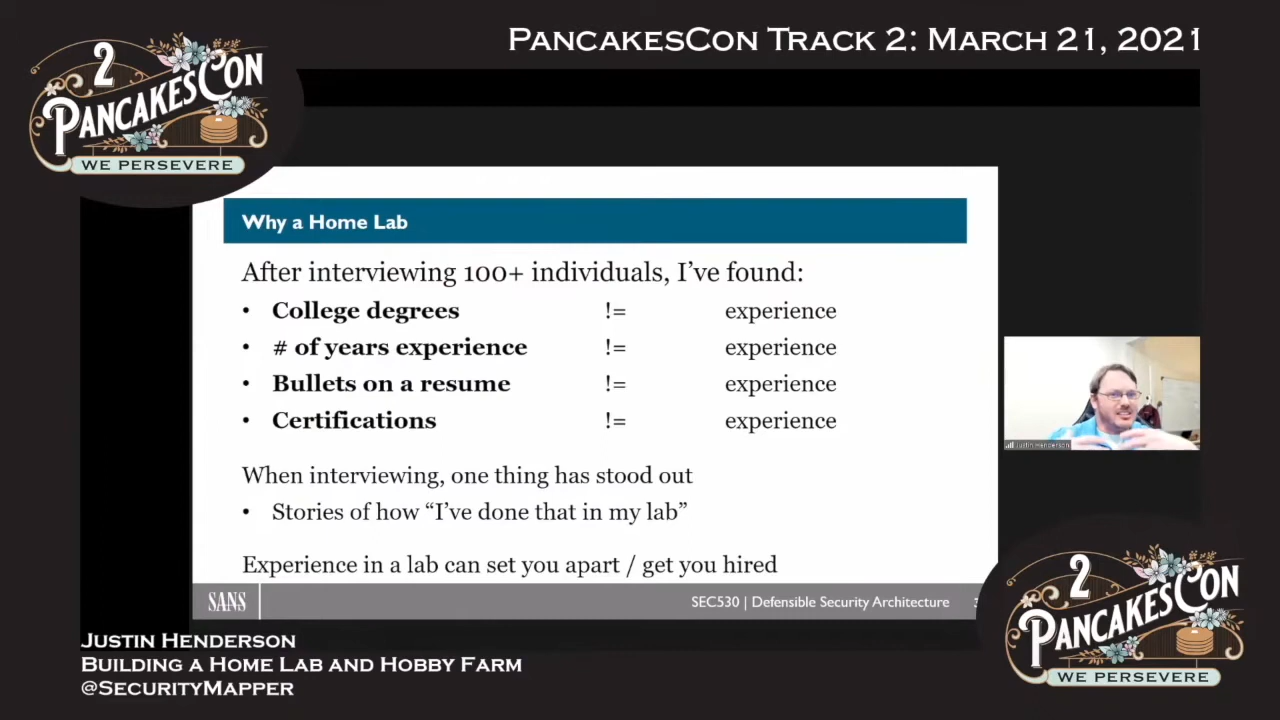 PancakesCon Track 2: March 21, 2021
2
PancakesCon
WE PERSEVERE
Why a Home Lab
After interviewing 100+ individuals, I've found:
• College degrees != experience
• # of years experience != experience
• Bullets on a resume != experience
• Certifications != experience
When interviewing, one thing has stood out
• Stories of how “I've done that in my lab”
Experience in a lab can set you apart / get you hired
SANS
SEC530 | Defensible Security Architecture
Justin Henderson
Justin Henderson
Building a Home Lab and Hobby Farm
@SecurityMapper
2
PancakesCon
WE PERSEVERE